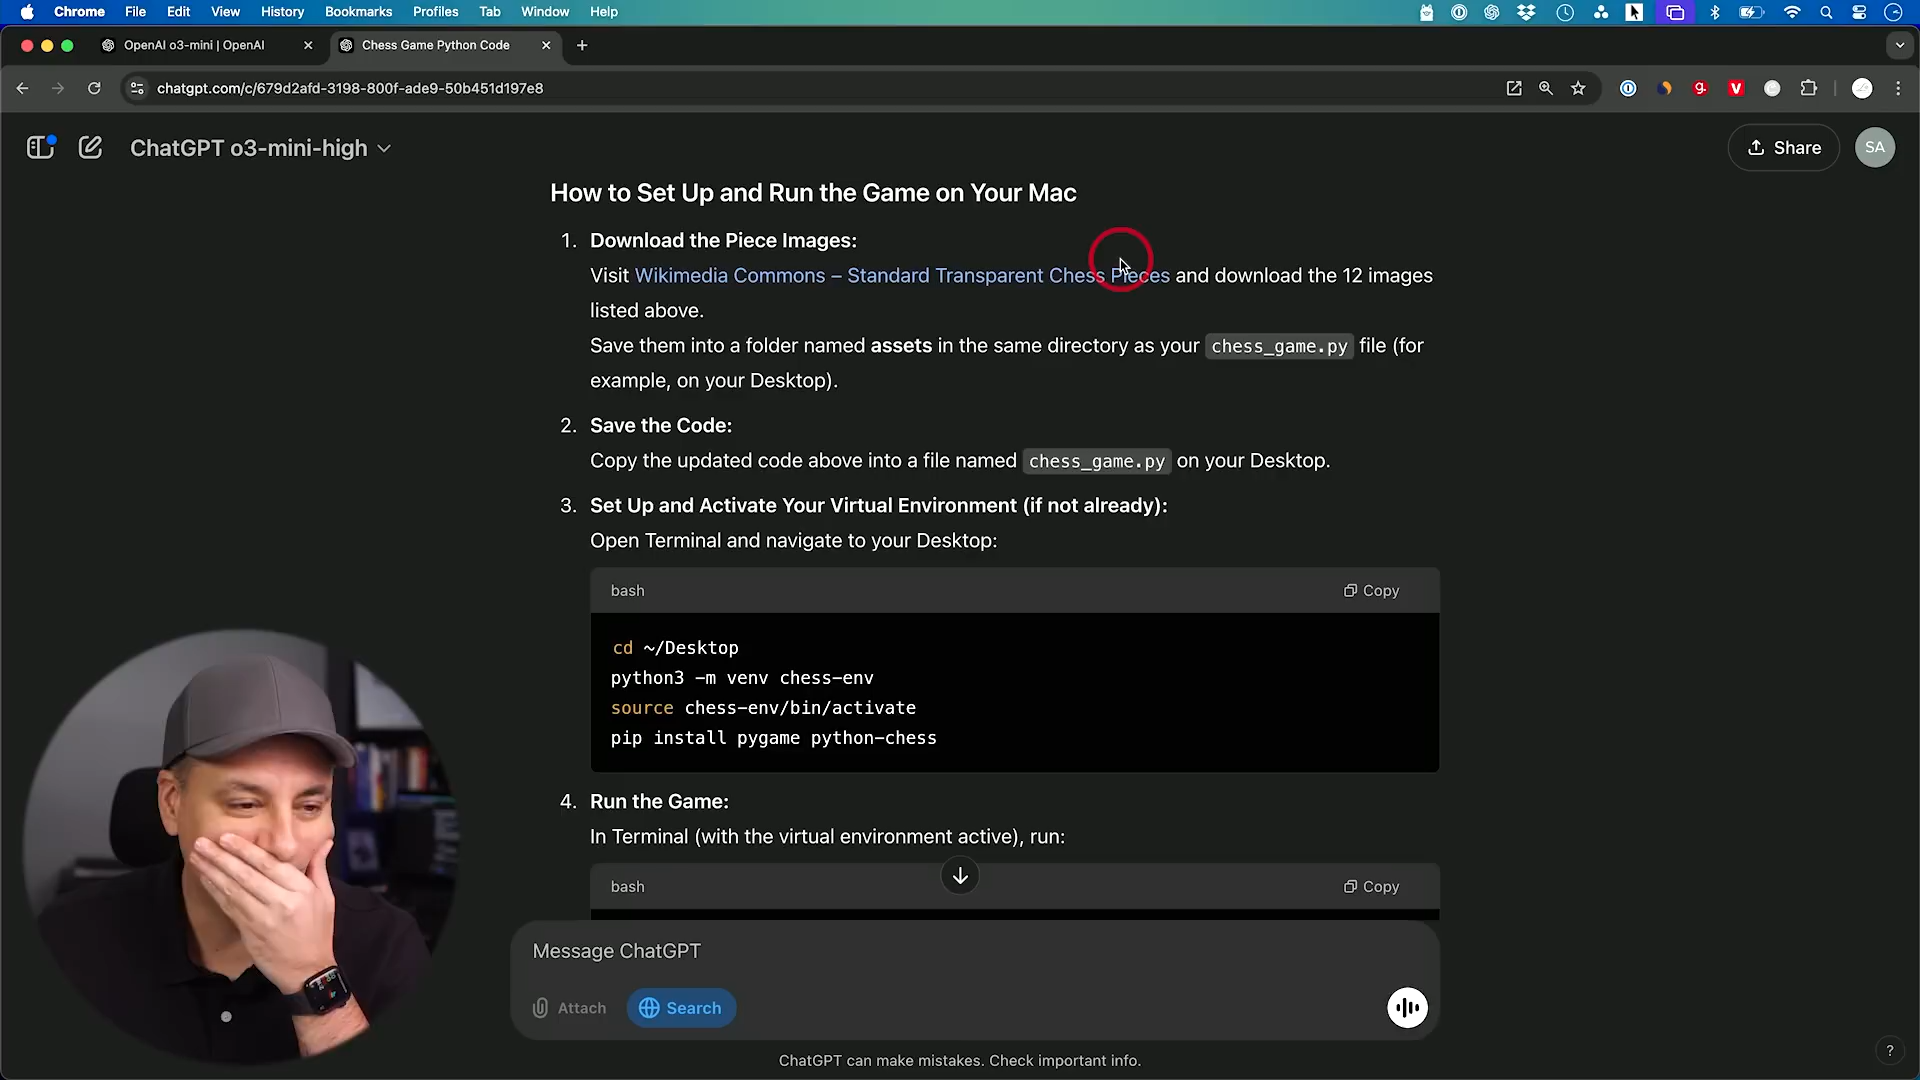 Chrome File Edit View History Bookmarks Profiles Tab Window Help
OpenAI o3-mini | OpenAI
Chess Game Python Code
chatgpt.com/c/679d2afd-3198-800f-ade9-50b451d197e8
ChatGPT o3-mini-high
Share
SA
How to Set Up and Run the Game on Your Mac
1. Download the Piece Images:
Visit Wikimedia Commons – Standard Transparent Chess Pieces and download the 12 images
listed above.
Save them into a folder named assets in the same directory as your chess_game.py file (for
example, on your Desktop).
2. Save the Code:
Copy the updated code above into a file named chess_game.py on your Desktop.
3. Set Up and Activate Your Virtual Environment (if not already):
Open Terminal and navigate to your Desktop:
bash
Copy
cd ~/Desktop
python3 -m venv chess-env
source chess-env/bin/activate
pip install pygame python-chess
4. Run the Game:
In Terminal (with the virtual environment active), run:
bash
Copy
Message ChatGPT
Attach
Search
ChatGPT can make mistakes. Check important info.
?